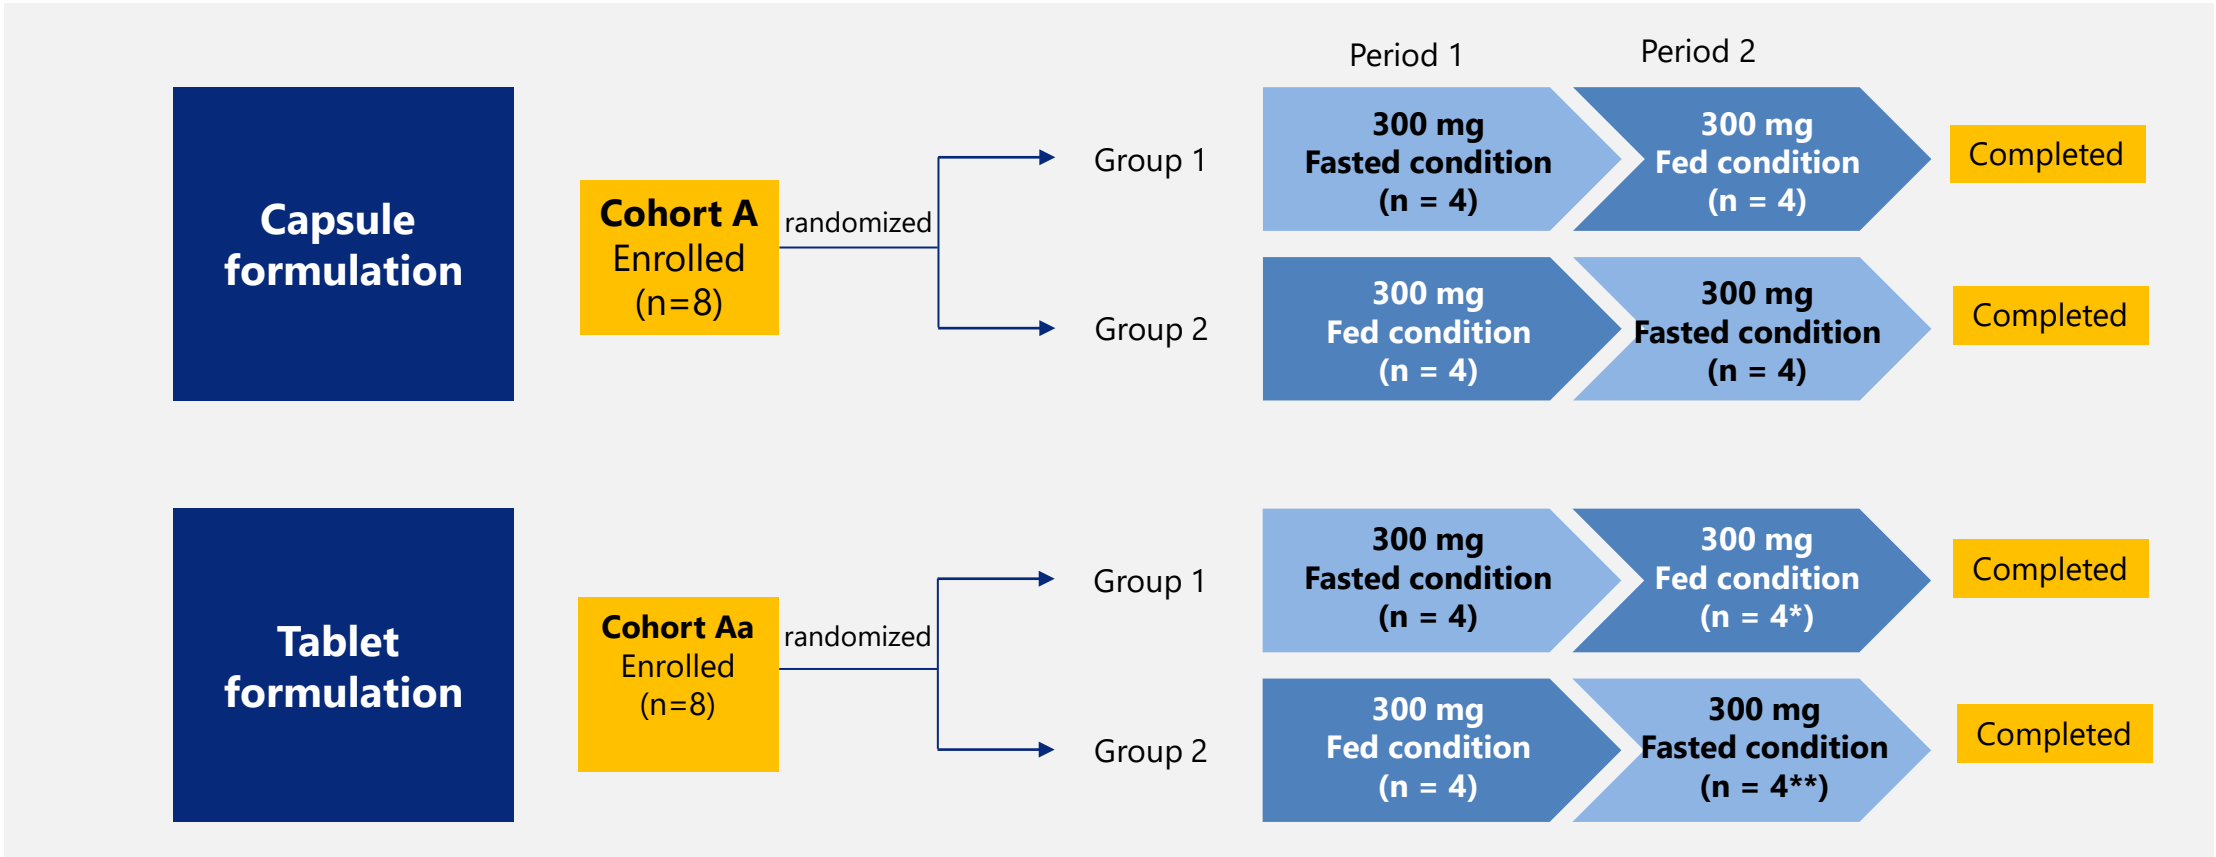 Period 1
Period 2
Capsule
formulation
Cohort A
Enrolled
(n=8)
randomized
Group 1
300 mg
Fasted condition
(n = 4)
300 mg
Fed condition
(n = 4)
Completed
Group 2
300 mg
Fed condition
(n = 4)
300 mg
Fasted condition
(n = 4)
Completed
Tablet
formulation
Cohort Aa
Enrolled
(n=8)
randomized
Group 1
300 mg
Fasted condition
(n = 4)
300 mg
Fed condition
(n = 4*)
Completed
Group 2
300 mg
Fed condition
(n = 4)
300 mg
Fasted condition
(n = 4**)
Completed